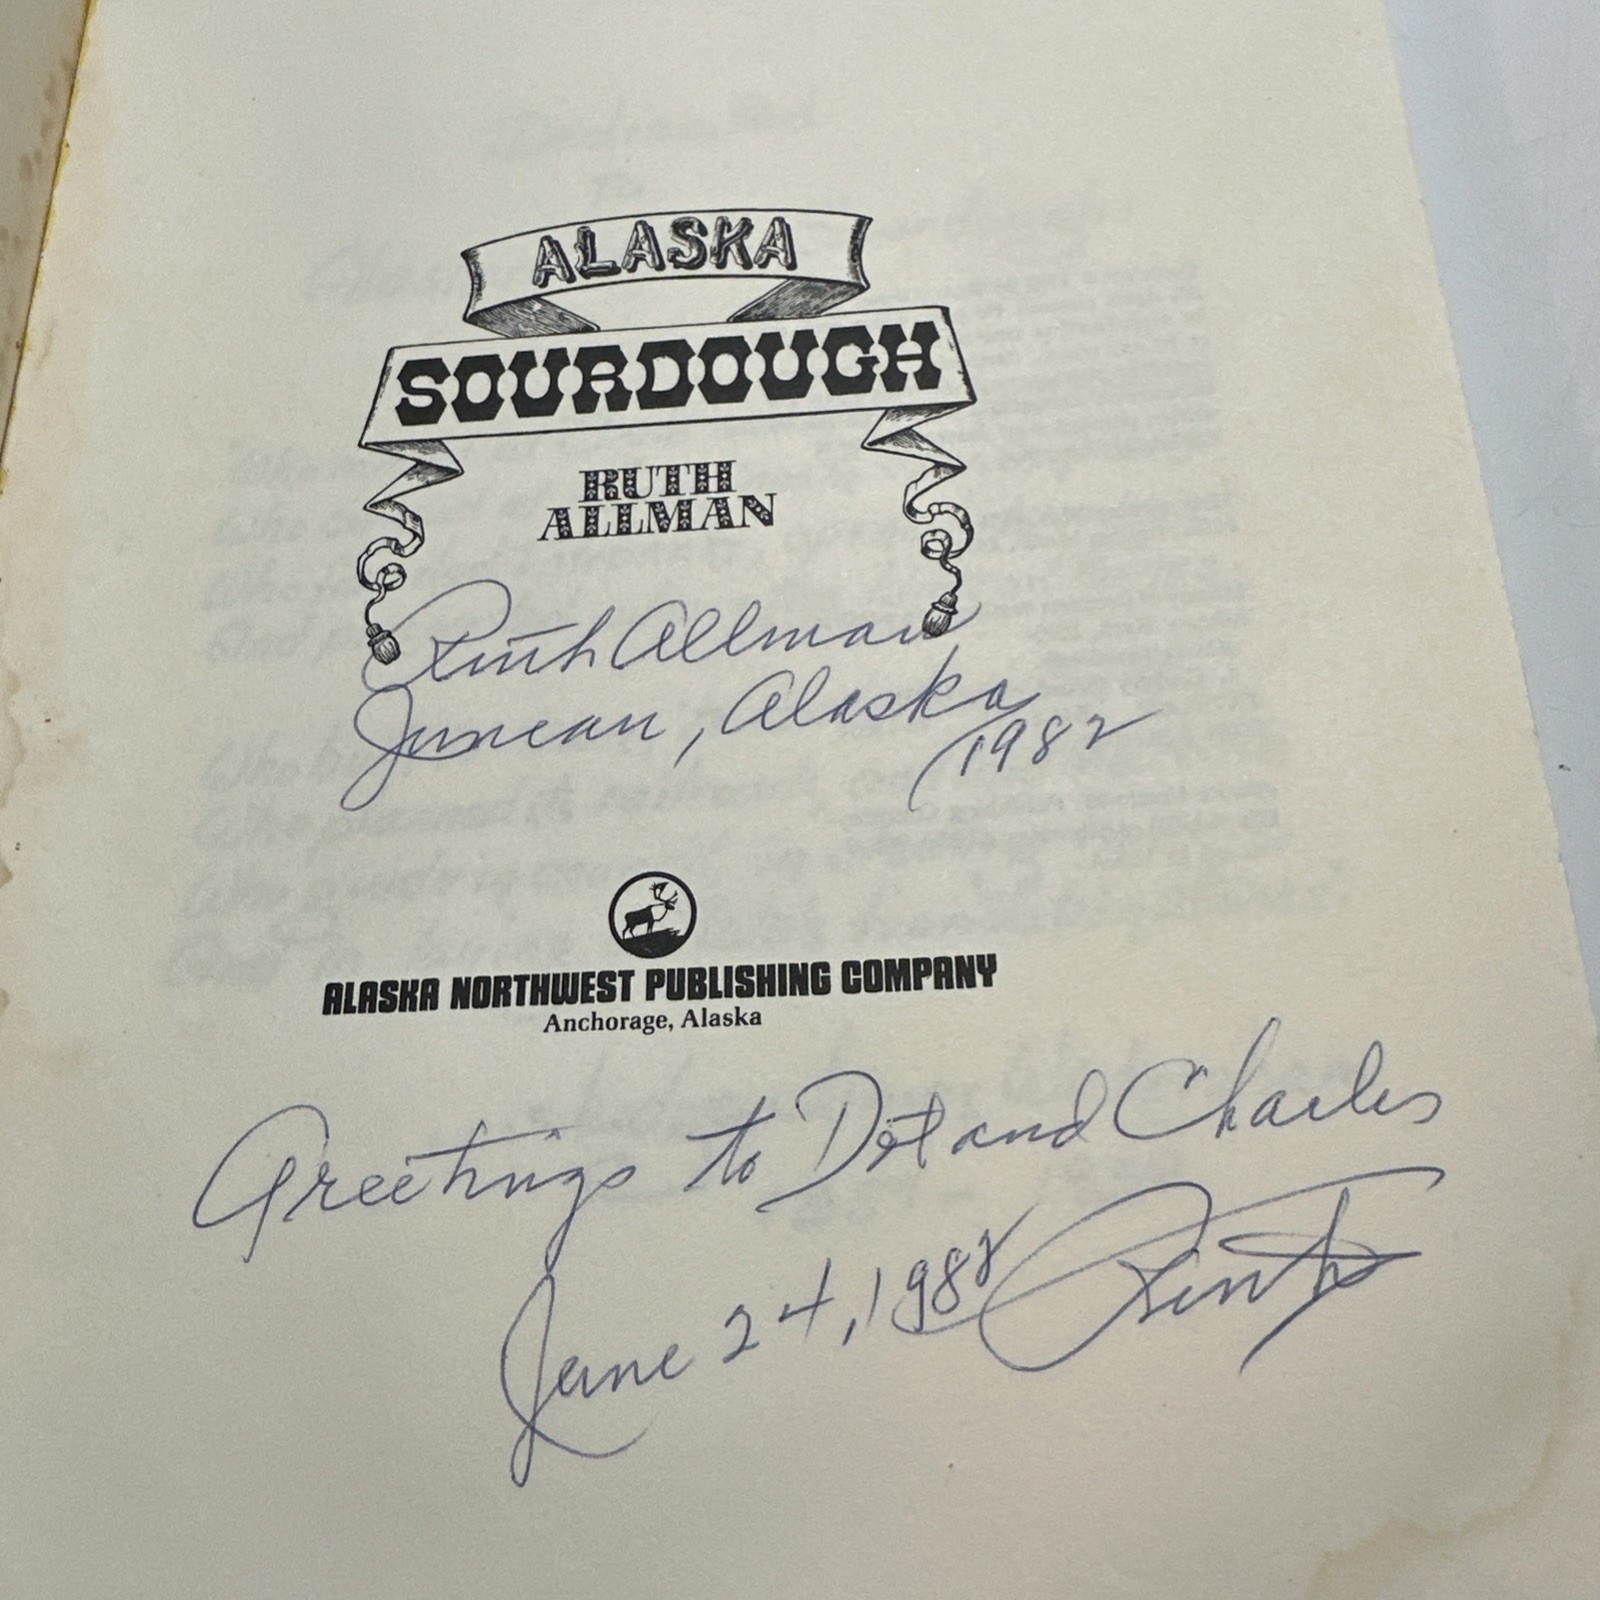 ALASKA
SOURDOUGH
RUTH
ALLMAN
Ruth Allman
Juneau, Alaska
1982
ALASKA NORTHWEST PUBLISHING COMPANY
Anchorage, Alaska
Greetings to Dot and Charles
June 24, 1982 Ruth